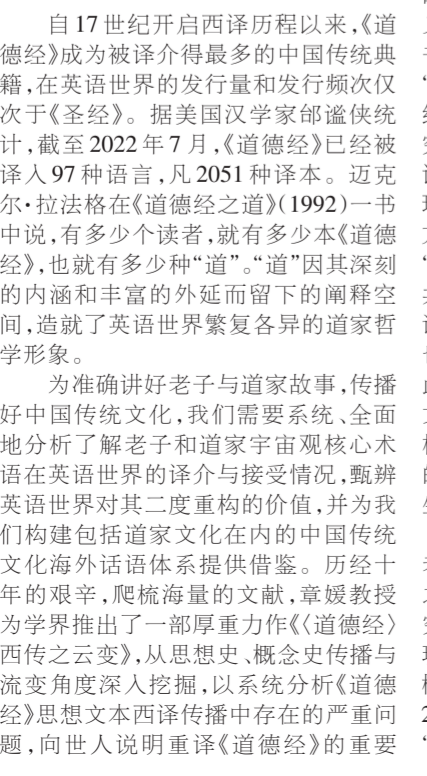 自17世纪开启西译历程以来,《道
德经》成为被译介得最多的中国传统典
籍,在英语世界的发行量和发行频次仅
次于《圣经》。据美国汉学家邰谧侠统
计,截至2022年7月,《道德经》已经被
译入97种语言,凡2051种译本。迈克
尔·拉法格在《道德经之道》(1992)一书
中说,有多少个读者,就有多少本《道德
经》,也就有多少种“道”。“道”因其深刻
的内涵和丰富的外延而留下的阐释空
间,造就了英语世界繁复各异的道家哲
学形象。
为准确讲好老子与道家故事,传播
好中国传统文化,我们需要系统、全面
地分析了解老子和道家宇宙观核心术
语在英语世界的译介与接受情况,甄辨
英语世界对其二度重构的价值,并为我
们构建包括道家文化在内的中国传统
文化海外话语体系提供借鉴。历经十
年的艰辛,爬梳海量的文献,章媛教授
为学界推出了一部厚重力作《〈道德经〉
西传之云变》,从思想史、概念史传播与
流变角度深入挖掘,以系统分析《道德
经》思想文本西译传播中存在的严重问
题,向世人说明重译《道德经》的重要